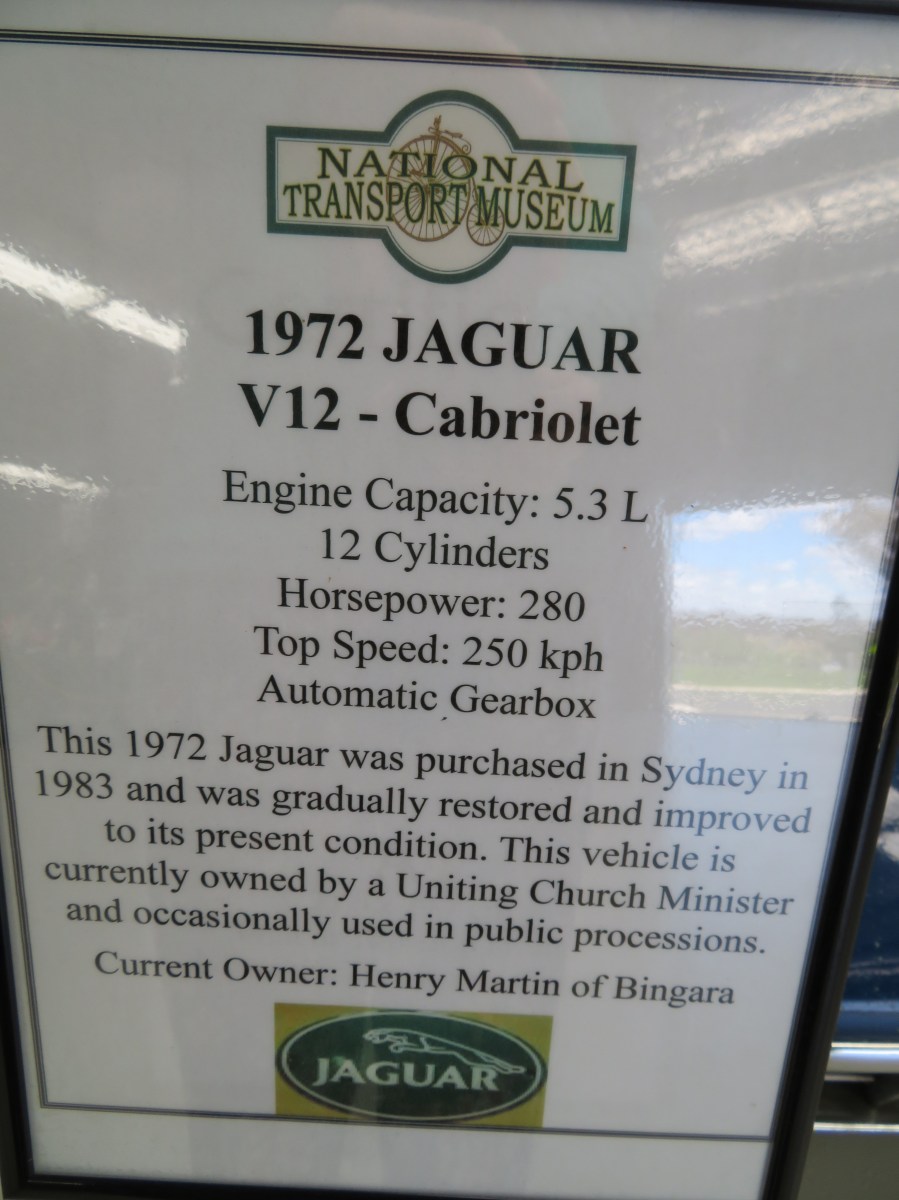 NATIONAL
TRANSPORT MUSEUM
1972 JAGUAR
V12 - Cabriolet
Engine Capacity: 5.3 L
12 Cylinders
Horsepower: 280
Top Speed: 250 kph
Automatic Gearbox
This 1972 Jaguar was purchased in Sydney in
1983 and was gradually restored and improved
to its present condition. This vehicle is
currently owned by a Uniting Church Minister
and occasionally used in public processions.
Current Owner: Henry Martin of Bingara
JAGUAR